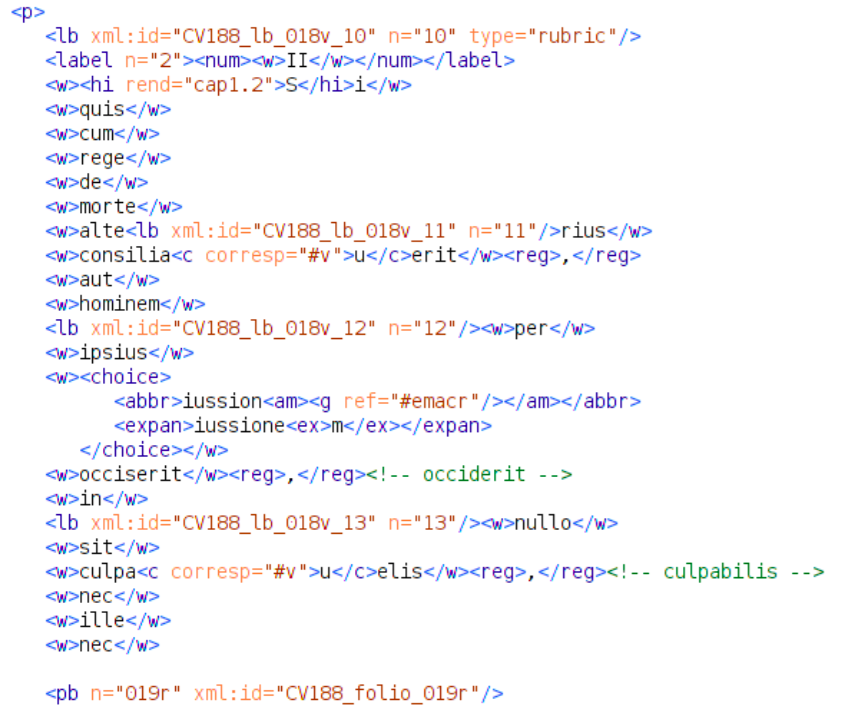 <p>
<lb xml:id="CV188_lb_018v_10" n="10" type="rubric"/>
<label n="2"><num><w>II</w></num></label>
<w><hi rend="cap1.2">S</hi>i</w>
<w>quis</w>
<w>cum</w>
<w>rege</w>
<w>de</w>
<w>morte</w>
<w>alte<lb xml:id="CV188_lb_018v_11" n="11"/>rius</w>
<w>consilia<c corresp="#v">u</c>erit</w><reg>,</reg>
<w>aut</w>
<w>hominem</w>
<lb xml:id="CV188_lb_018v_12" n="12"/><w>per</w>
<w>ipsius</w>
<w><choice>
<abbr>iussion<am><g ref="#emacr"/></am></abbr>
<expan>iussione<ex>m</ex></expan>
</choice></w>
<w>occiserit</w><reg>,</reg><!-- occiderit -->
<w>in</w>
<lb xml:id="CV188_lb_018v_13" n="13"/><w>nullo</w>
<w>sit</w>
<w>culpa<c corresp="#v">u</c>elis</w><reg>,</reg><!-- culpabilis -->
<w>nec</w>
<w>ille</w>
<w>nec</w>
<pb n="019r" xml:id="CV188_folio_019r"/>